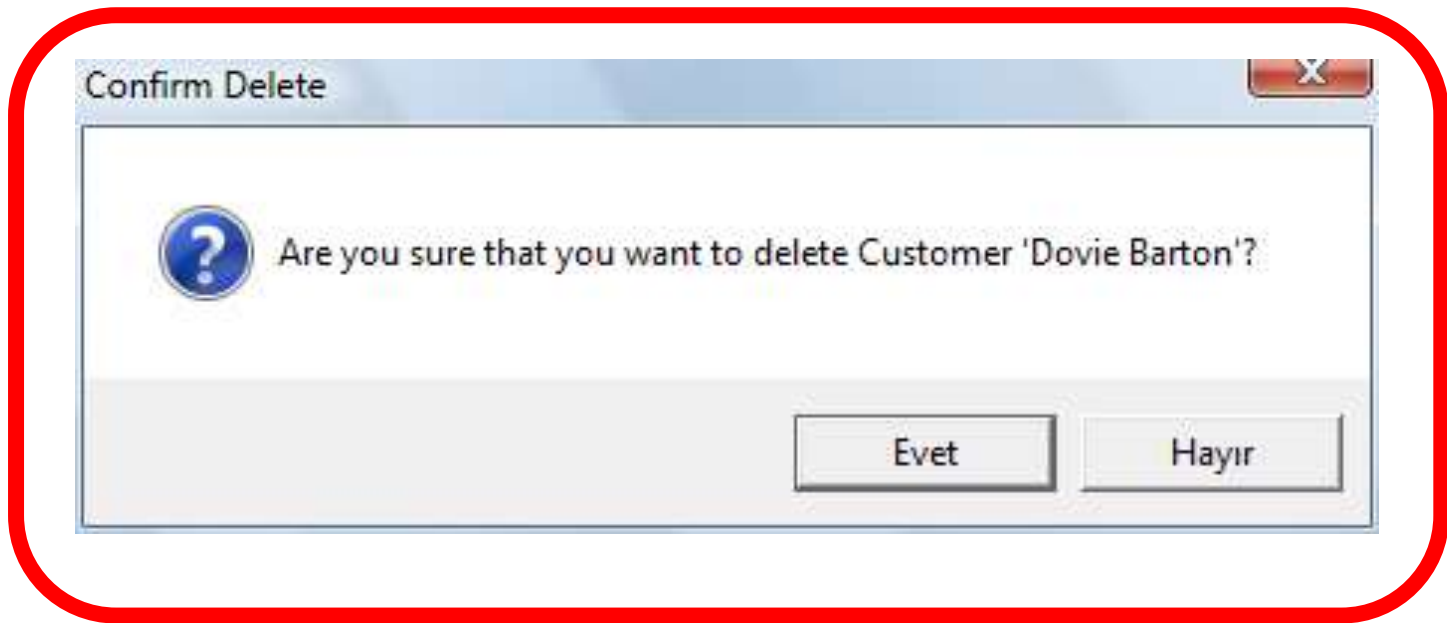 Confirm Delete
Are you sure that you want to delete Customer 'Dovie Barton'?
Evet
Hayır